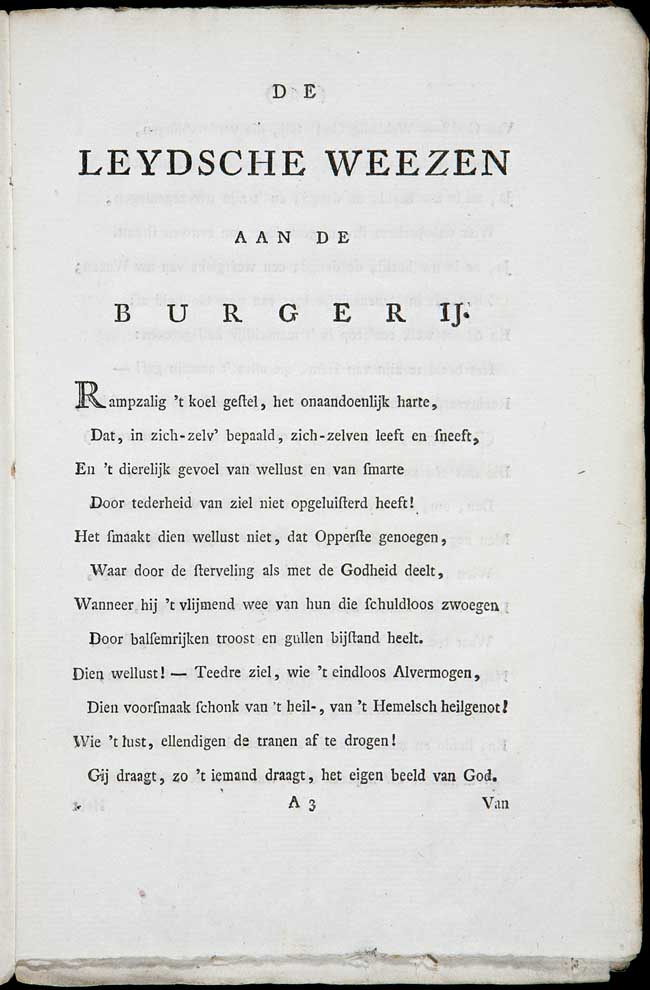 DE
LEYDSCHE WEEZEN
AAN DE
BURGERIJ.
Rampzalig 't koel geſtel, het onaandoenlijk harte,
Dat, in zich-zelv' bepaald, zich-zelven leeft en ſneeft,
En 't dierelijk gevoel van wellust en van ſmarte
Door tederheid van ziel niet opgeluiſterd heeft!
Het ſmaakt dien wellust niet, dat Opperſte genoegen,
Waar door de ſterveling als met de Godheid deelt,
Wanneer hij 't vlijmend wee van hun die ſchuldloos zwoegen
Door balſemrijken troost en gullen bijſtand heelt.
Dien wellust! — Teedre ziel, wie 't eindloos Alvermogen,
Dien voorſmaak ſchonk van 't heil-, van 't Hemelsch heilgenot!
Wie 't lust, ellendigen de tranen af te drogen!
Gij draagt, zo 't iemand draagt, het eigen beeld van God.
A 3 Van